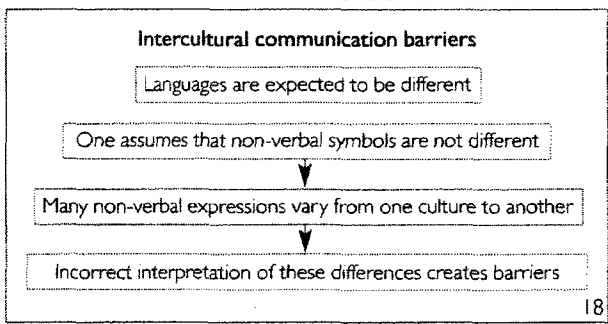 Intercultural communication barriers
Languages are expected to be different
One assumes that non-verbal symbols are not different
Many non-verbal expressions vary from one culture to another
Incorrect interpretation of these differences creates barriers
18